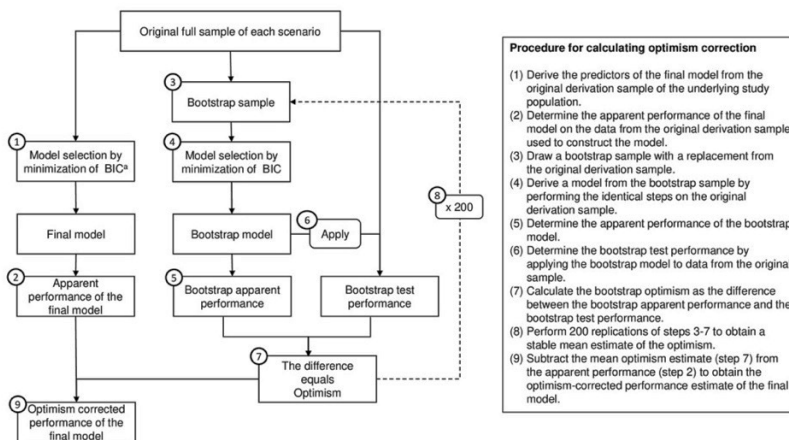 Original full sample of each scenario
3
Bootstrap sample
1
Model selection by
minimization of BICª
4
Model selection by
minimization of BIC
8
x 200
6
Apply
Final model
Bootstrap model
2
Apparent
performance of the
final model
5
Bootstrap apparent
performance
Bootstrap test
performance
7
The difference
equals
Optimism
9
Optimism corrected
performance of the
final model
Procedure for calculating optimism correction
(1) Derive the predictors of the final model from the
original derivation sample of the underlying study
population.
(2) Determine the apparent performance of the final
model on the data from the original derivation sample
used to construct the model.
(3) Draw a bootstrap sample with a replacement from
the original derivation sample.
(4) Derive a model from the bootstrap sample by
performing the identical steps on the original
derivation sample.
(5) Determine the apparent performance of the bootstrap
model.
(6) Determine the bootstrap test performance by
applying the bootstrap model to data from the original
sample.
(7) Calculate the bootstrap optimism as the difference
between the bootstrap apparent performance and the
bootstrap test performance.
(8) Perform 200 replications of steps 3-7 to obtain a
stable mean estimate of the optimism.
(9) Subtract the mean optimism estimate (step 7) from
the apparent performance (step 2) to obtain the
optimism-corrected performance estimate of the final
model.